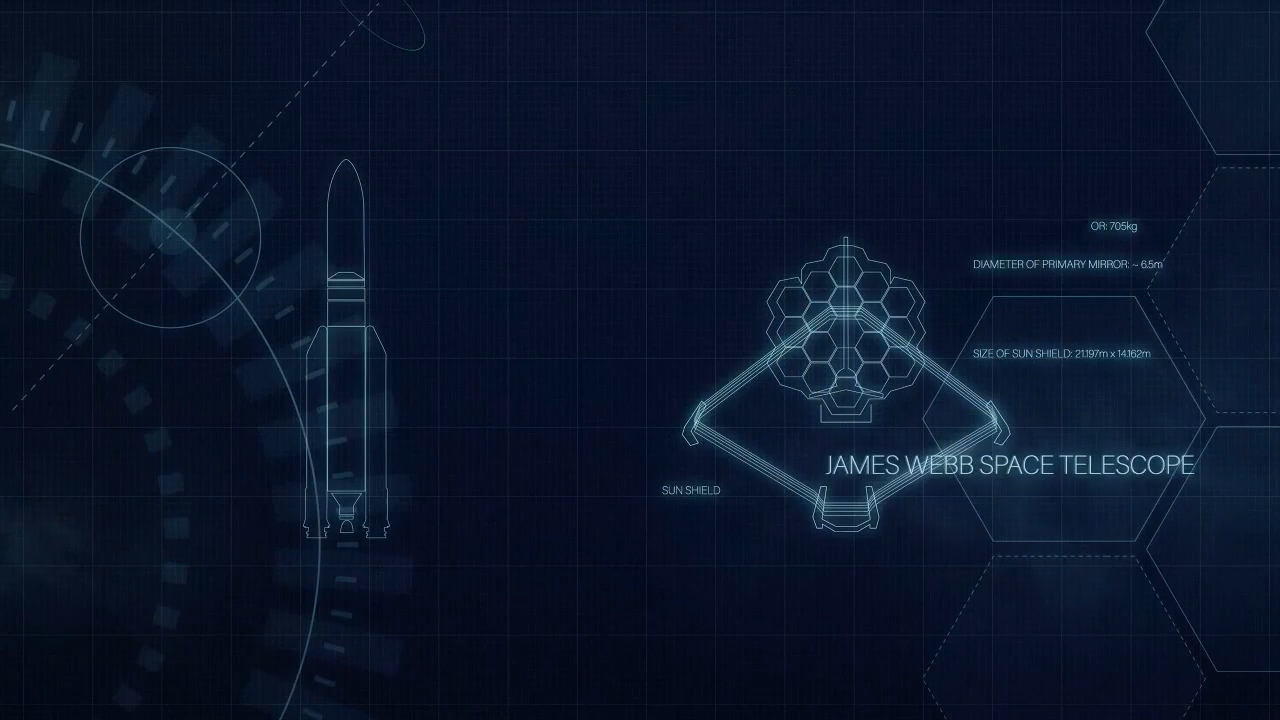 OR: 705kg
DIAMETER OF PRIMARY MIRROR: ~ 6.5m
SIZE OF SUN SHIELD: 21.197m x 14.162m
JAMES WEBB SPACE TELESCOPE
SUN SHIELD